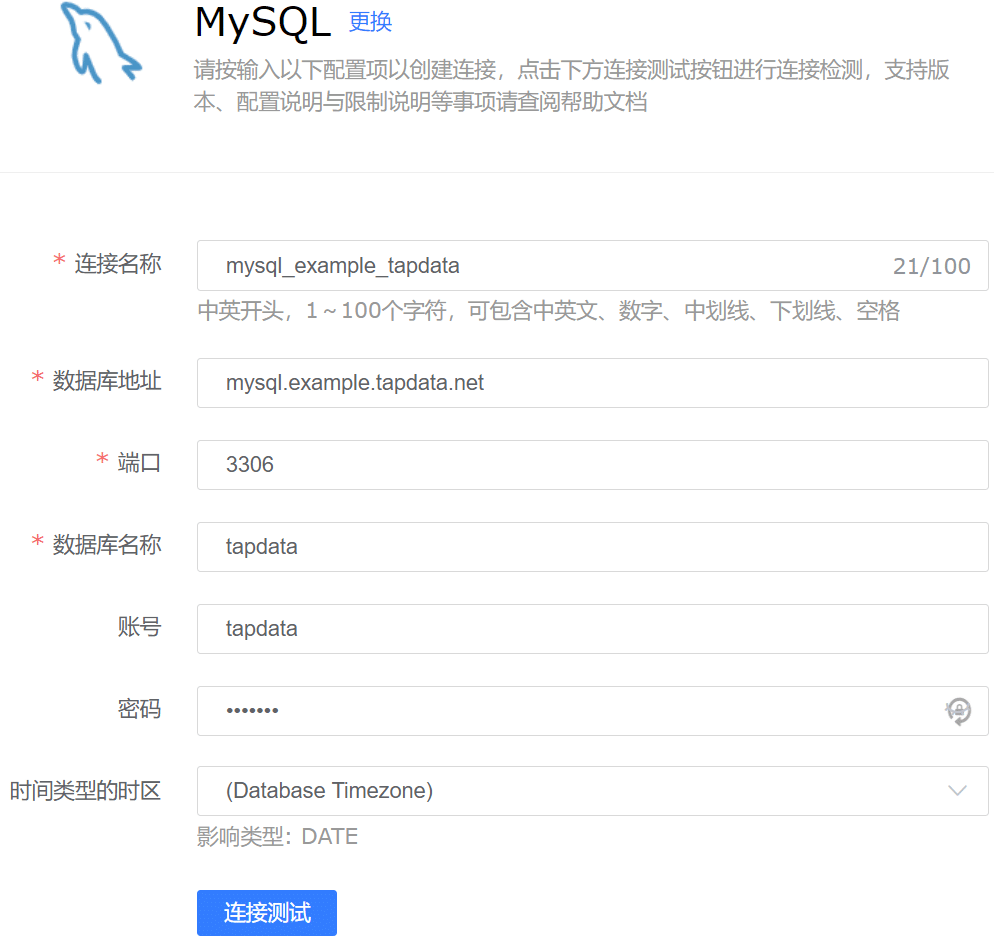 MySQL 更换
请按输入以下配置项以创建连接，点击下方连接测试按钮进行连接检测，支持版
本、配置说明与限制说明等事项请查阅帮助文档
* 连接名称 mysql_example_tapdata 21/100
中英开头，1～100个字符，可包含中英文、数字、中划线、下划线、空格
* 数据库地址 mysql.example.tapdata.net
* 端口 3306
* 数据库名称 tapdata
账号 tapdata
密码 •••••••
时间类型的时区 (Database Timezone)
影响类型：DATE
连接测试